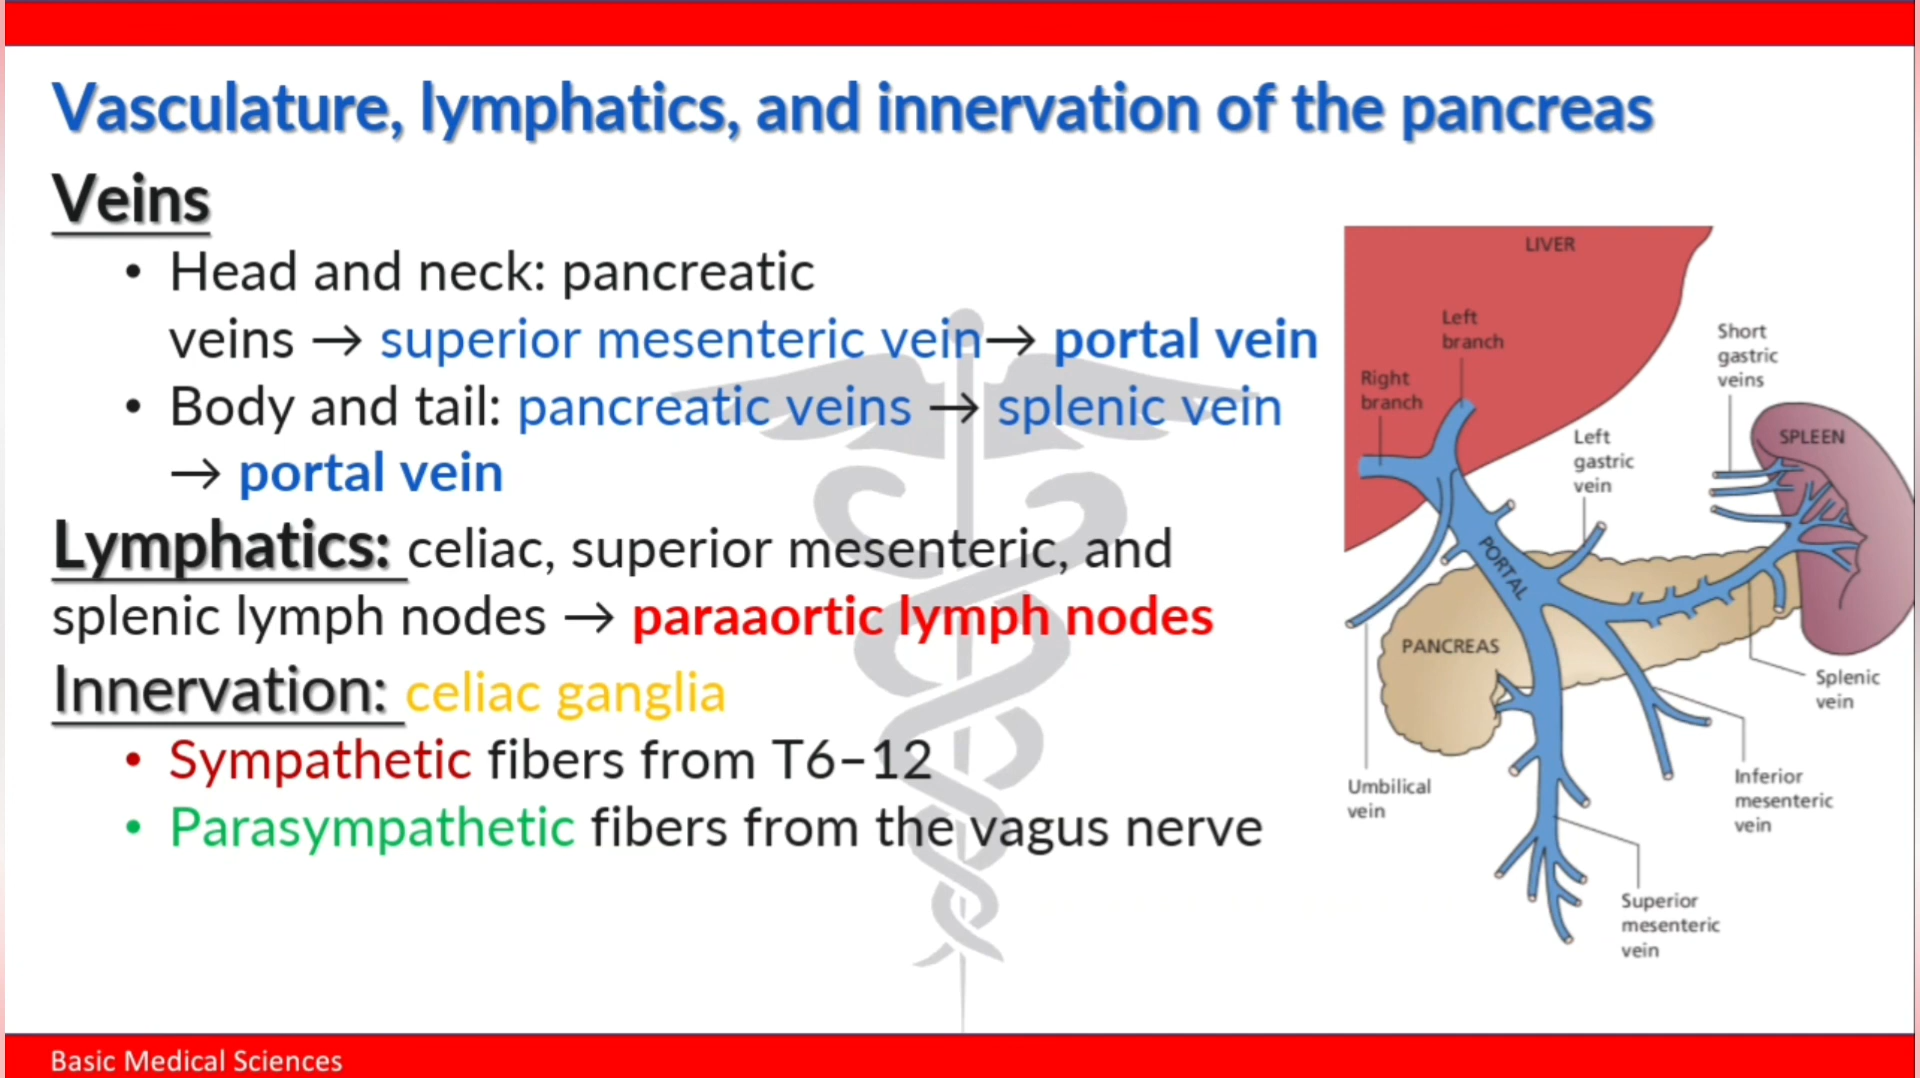 Vasculature, lymphatics, and innervation of the pancreas
Veins
• Head and neck: pancreatic
veins → superior mesenteric vein→ portal vein
• Body and tail: pancreatic veins → splenic vein
→ portal vein
Lymphatics: celiac, superior mesenteric, and
splenic lymph nodes → paraaortic lymph nodes
Innervation: celiac ganglia
• Sympathetic fibers from T6–12
• Parasympathetic fibers from the vagus nerve
LIVER
Left
branch
Right
branch
Short
gastric
veins
Left
gastric
vein
SPLEEN
PORTAL
PANCREAS
Splenic
vein
Umbilical
vein
Inferior
mesenteric
vein
Superior
mesenteric
vein
Basic Medical Sciences